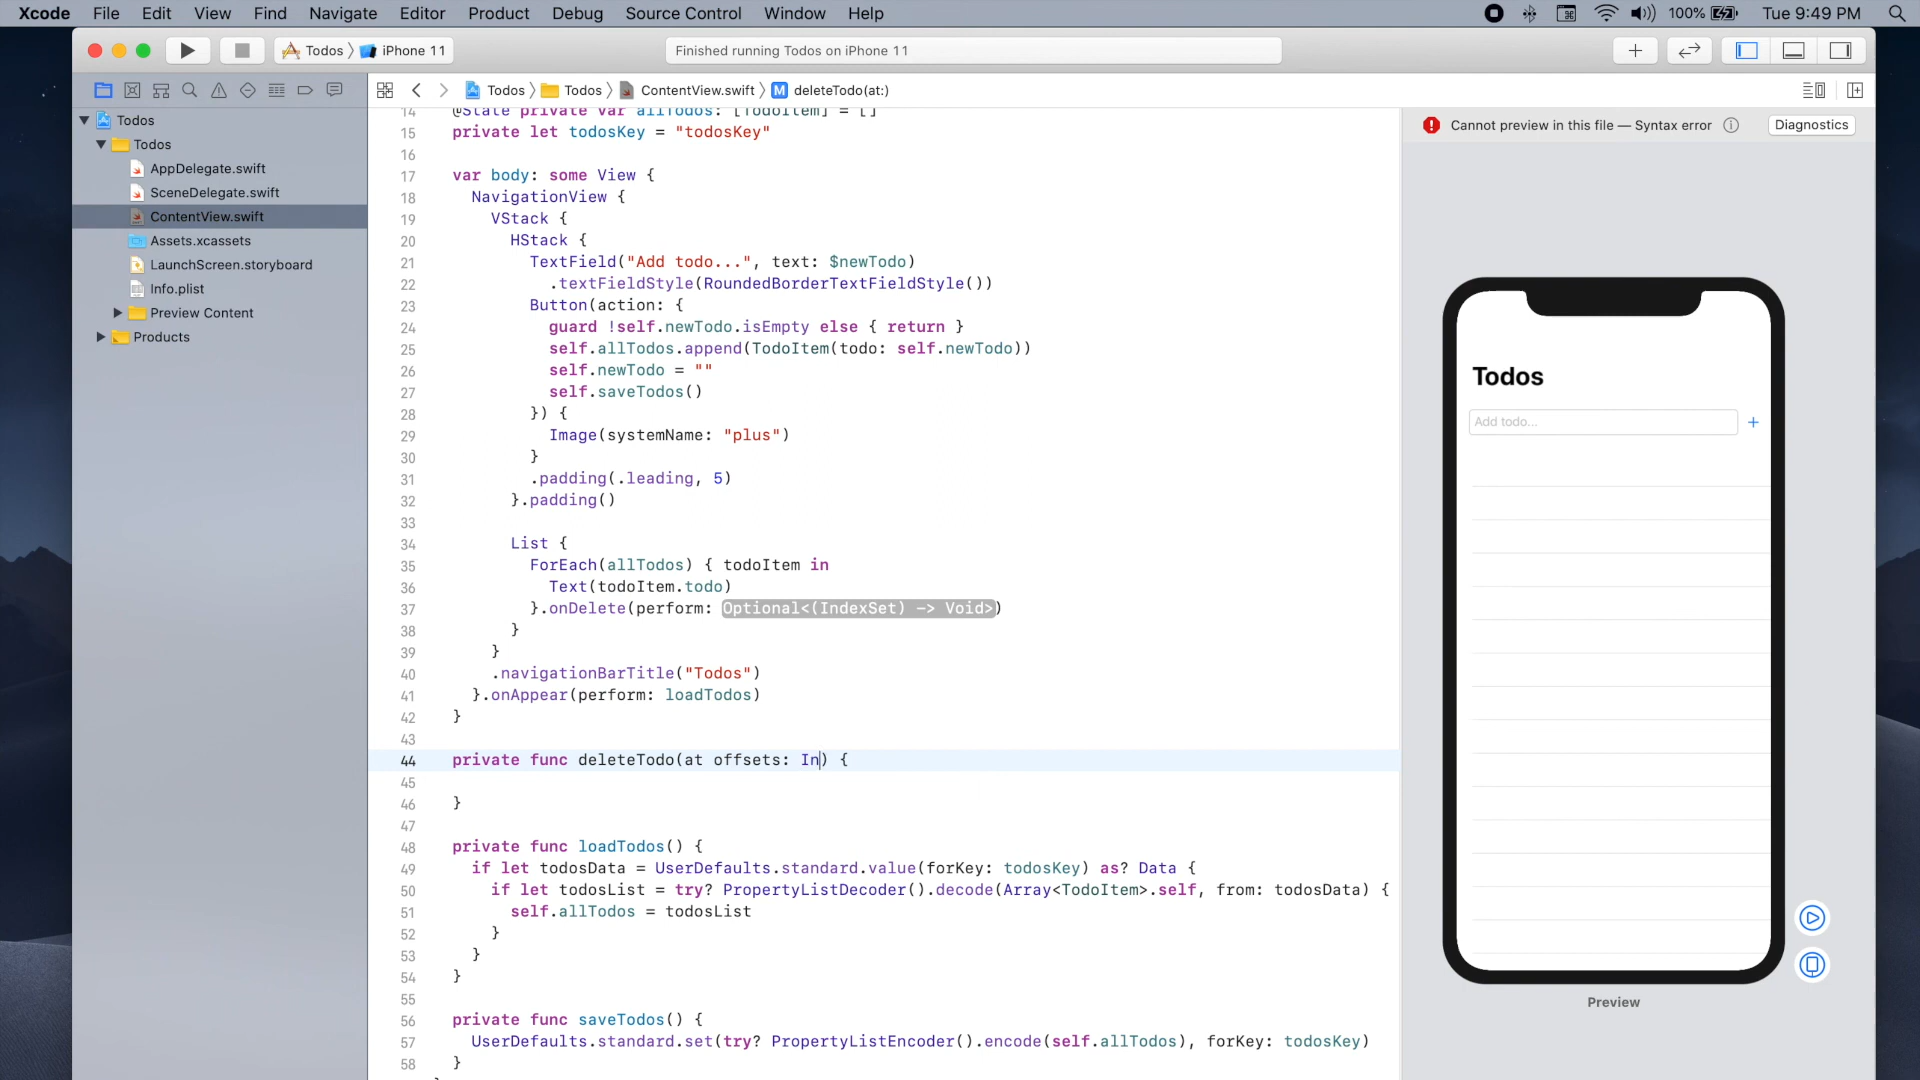 Xcode File Edit View Find Navigate Editor Product Debug Source Control Window Help 100% Tue 9:49 PM
Todos iPhone 11 Finished running Todos on iPhone 11
Todos Todos ContentView.swift M deleteTodo(at:)
Todos
Todos
AppDelegate.swift
SceneDelegate.swift
ContentView.swift
Assets.xcassets
LaunchScreen.storyboard
Info.plist
Preview Content
Products
14 @State private var allTodos: [TodoItem] = []
15 private let todosKey = "todosKey"
16
17 var body: some View {
18 NavigationView {
19 VStack {
20 HStack {
21 TextField("Add todo...", text: $newTodo)
22 .textFieldStyle(RoundedBorderTextFieldStyle())
23 Button(action: {
24 guard !self.newTodo.isEmpty else { return }
25 self.allTodos.append(TodoItem(todo: self.newTodo))
26 self.newTodo = ""
27 self.saveTodos()
28 }) {
29 Image(systemName: "plus")
30 }
31 .padding(.leading, 5)
32 }.padding()
33
34 List {
35 ForEach(allTodos) { todoItem in
36 Text(todoItem.todo)
37 }.onDelete(perform: Optional<(IndexSet) -> Void>)
38 }
39 }
40 .navigationBarTitle("Todos")
41 }.onAppear(perform: loadTodos)
42 }
43
44 private func deleteTodo(at offsets: In) {
45
46 }
47
48 private func loadTodos() {
49 if let todosData = UserDefaults.standard.value(forKey: todosKey) as? Data {
50 if let todosList = try? PropertyListDecoder().decode(Array<TodoItem>.self, from: todosData) {
51 self.allTodos = todosList
52 }
53 }
54 }
55
56 private func saveTodos() {
57 UserDefaults.standard.set(try? PropertyListEncoder().encode(self.allTodos), forKey: todosKey)
58 }
Cannot preview in this file — Syntax error Diagnostics
Todos
Add todo...
Preview